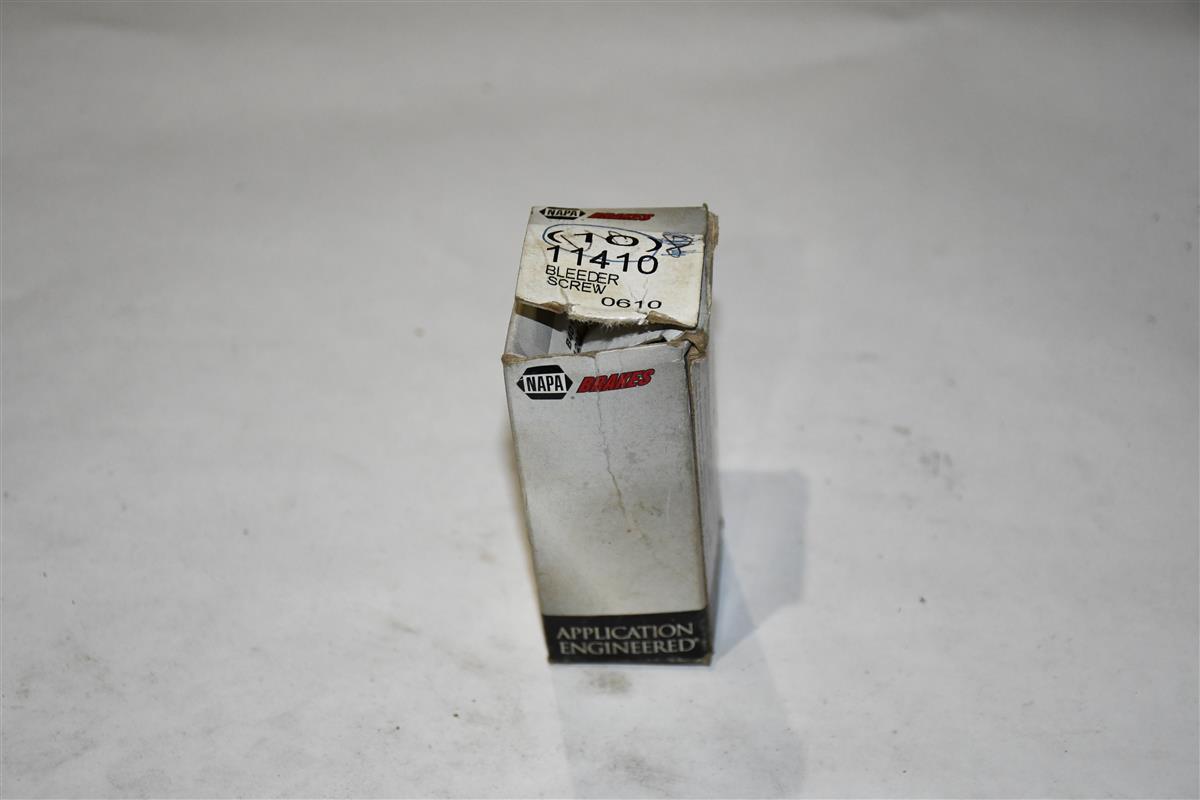 NAPA BRAKES
(10) 8
11410
BLEEDER
SCREW
0610
NAPA BRAKES
APPLICATION
ENGINEERED®